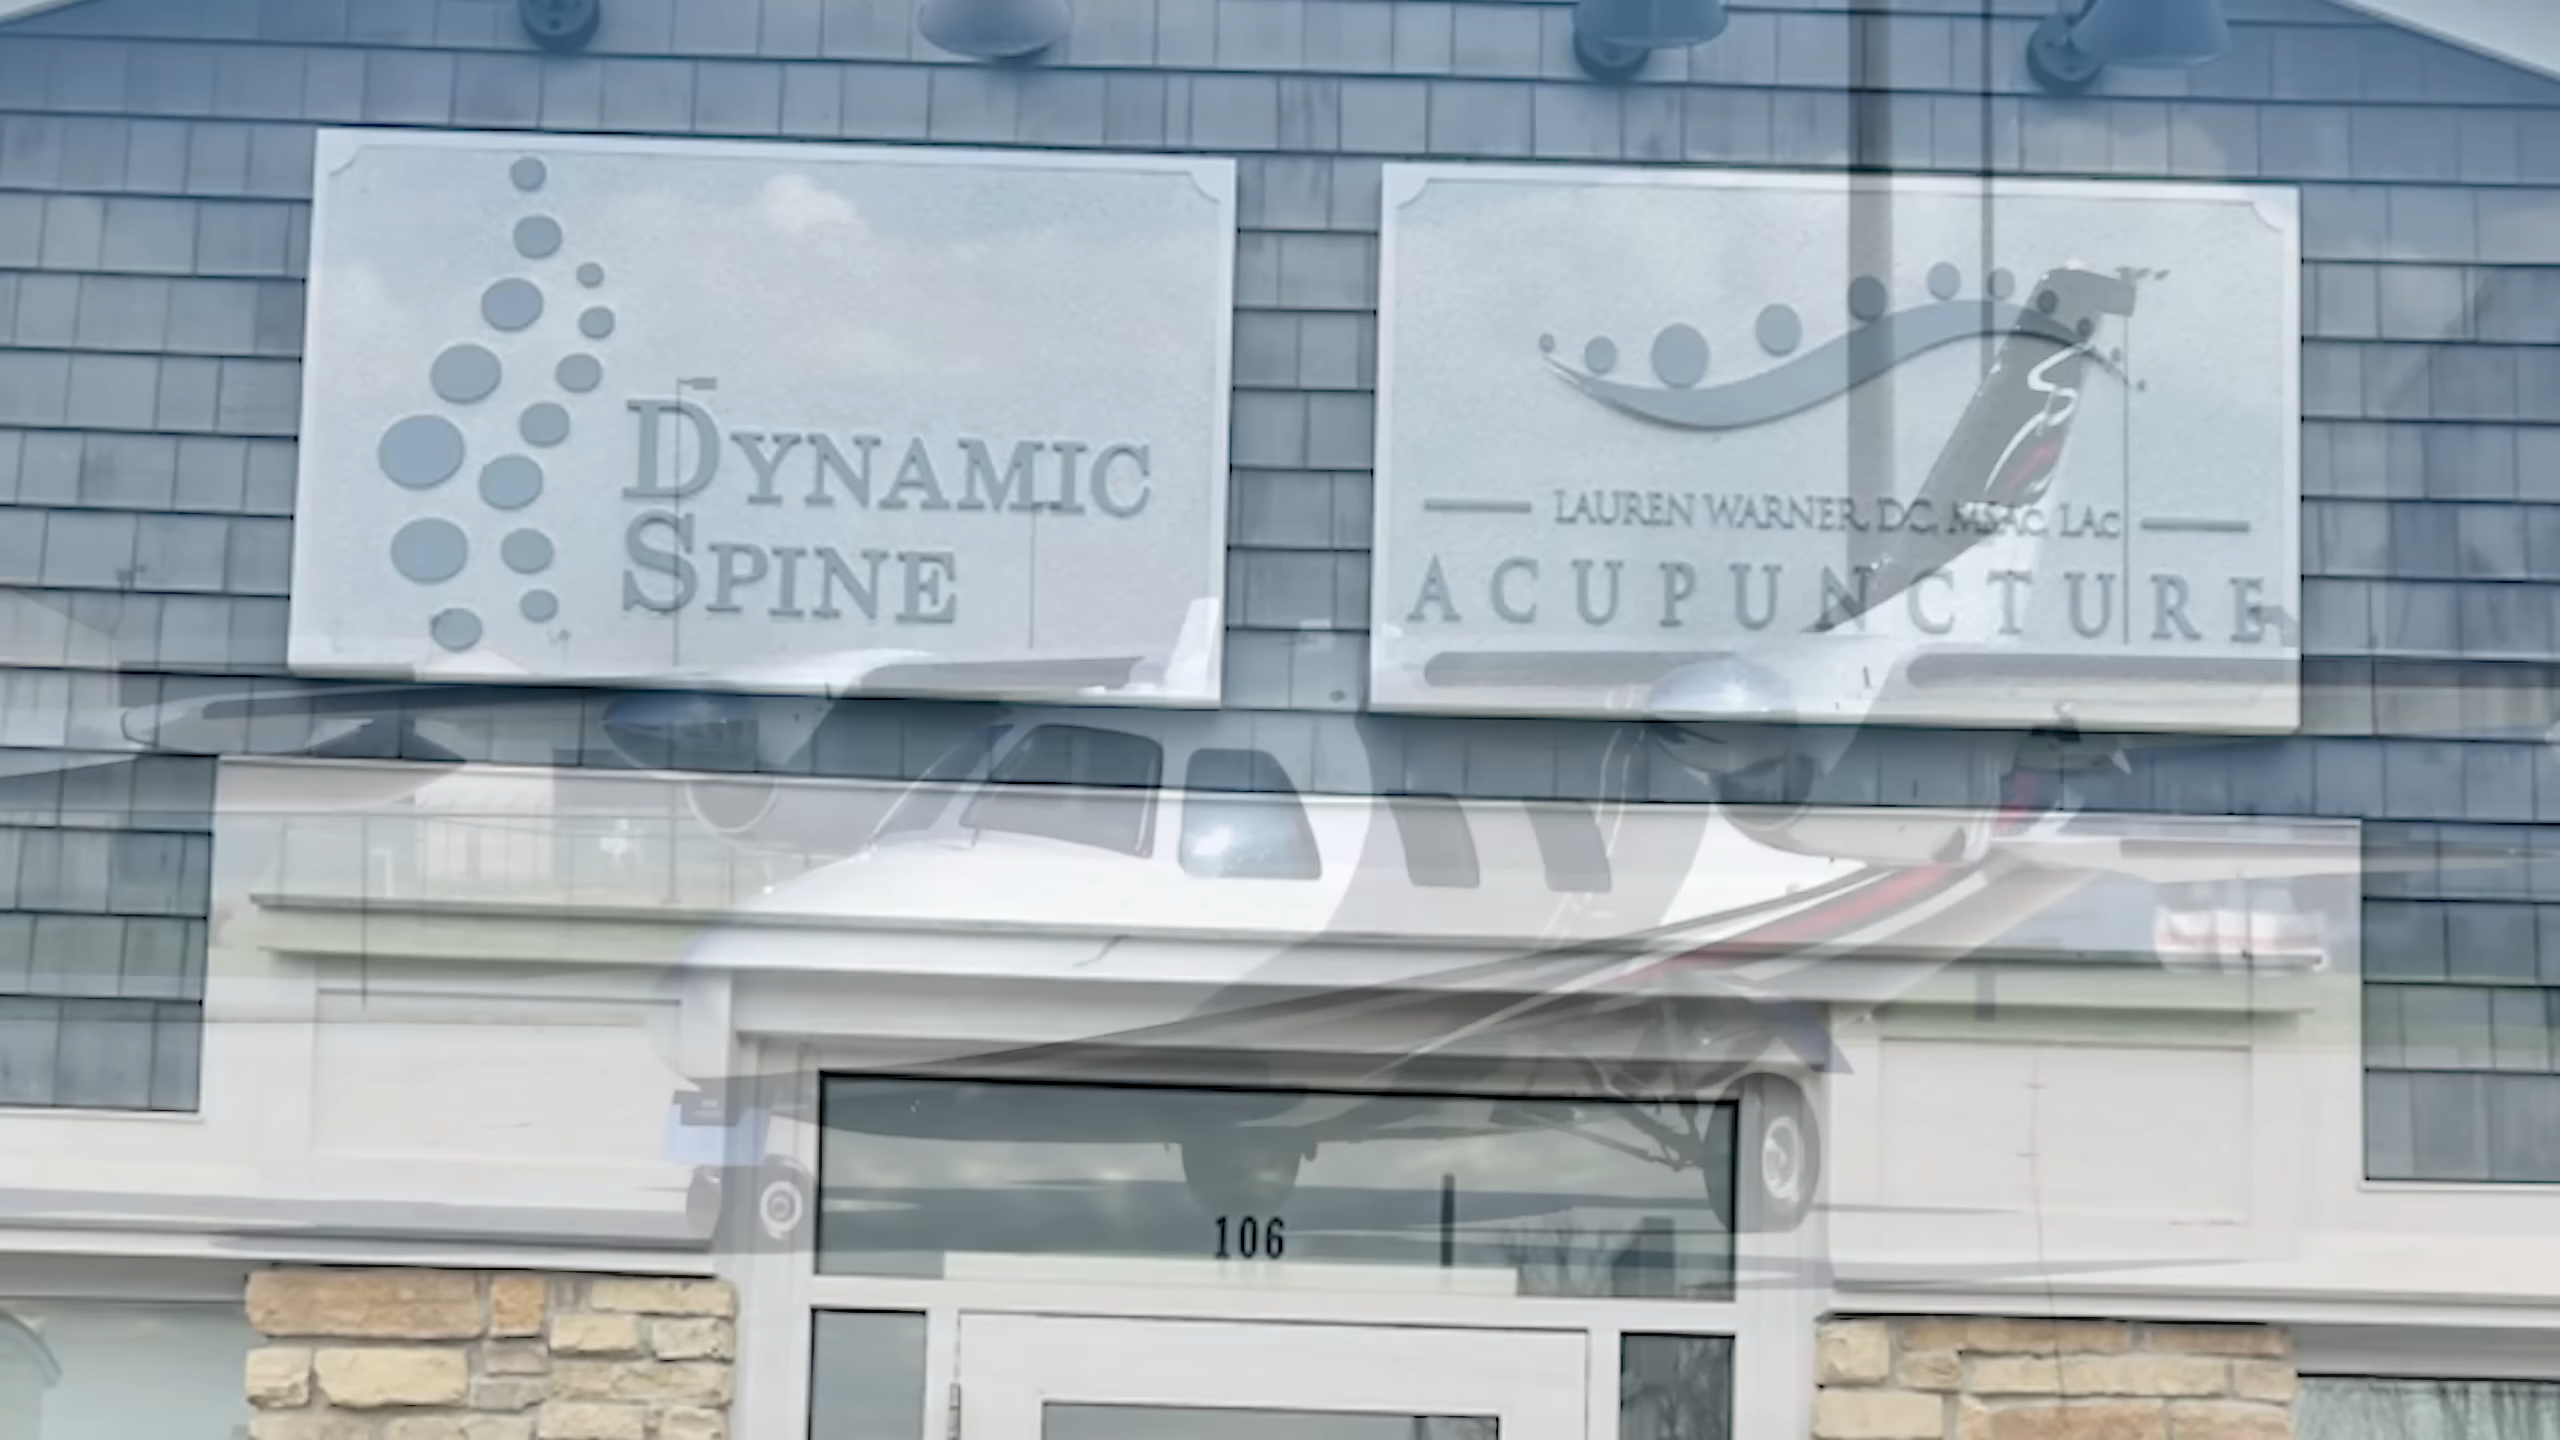 DYNAMIC
SPINE
LAUREN WARNER, DC, MSAC, LAC
ACUPUNCTURE
106